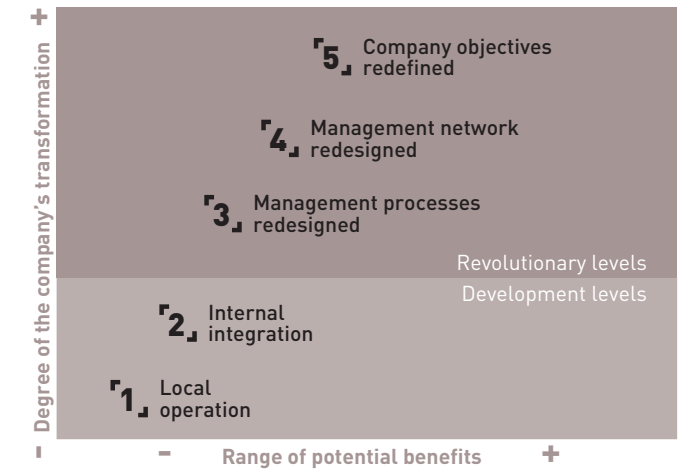 +
Degree of the company's transformation
-
5 Company objectives
redefined
4 Management network
redesigned
3 Management processes
redesigned
Revolutionary levels
Development levels
2 Internal
integration
1 Local
operation
- Range of potential benefits +